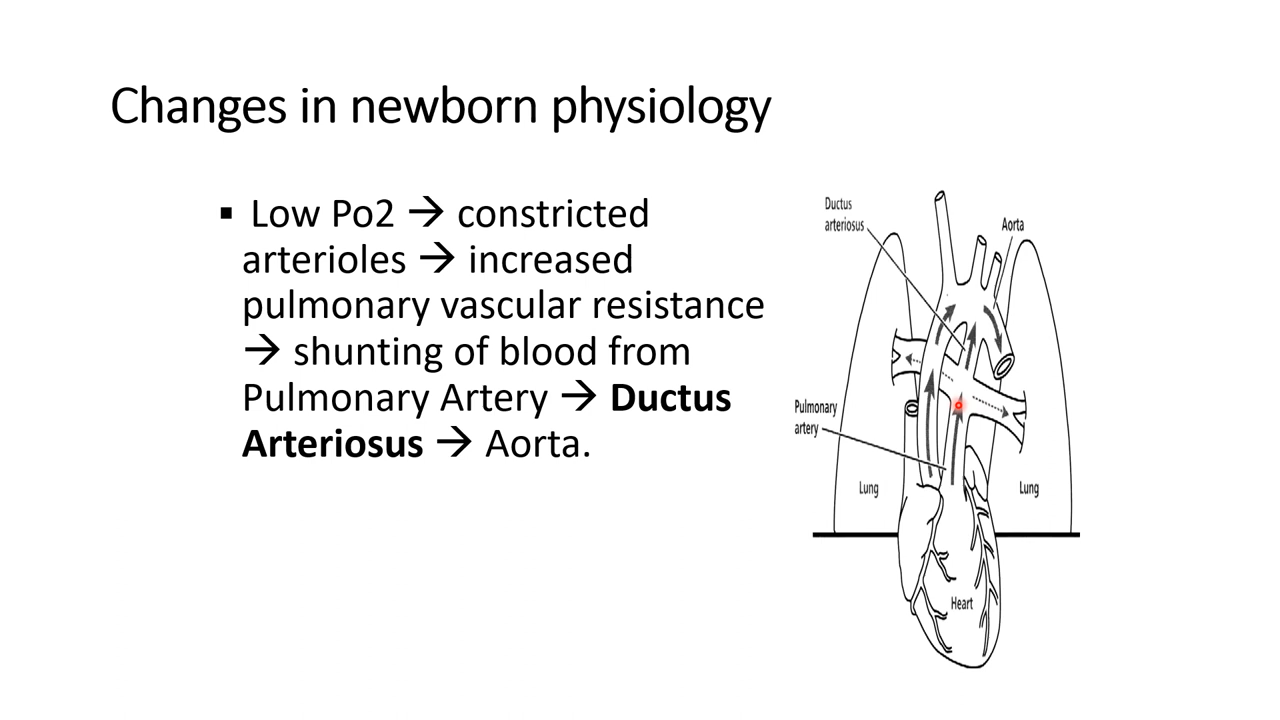 Changes in newborn physiology
▪ Low Po2 → constricted
arterioles → increased
pulmonary vascular resistance
→ shunting of blood from
Pulmonary Artery → Ductus
Arteriosus → Aorta.
Ductus
arteriosus
Aorta
Pulmonary
artery
Lung
Lung
Heart